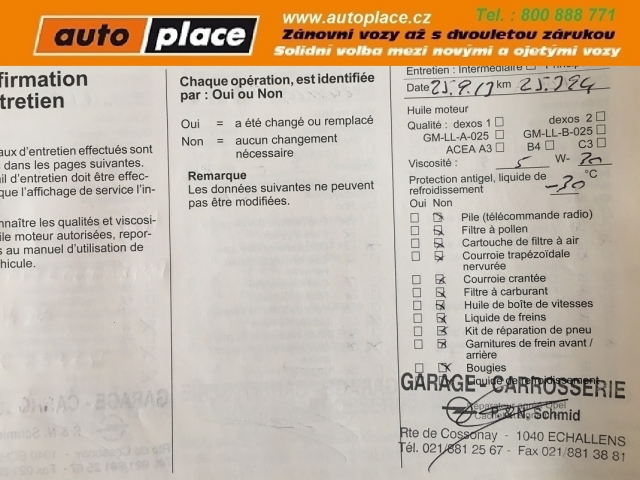 auto place
www.autoplace.cz
Tel. : 800 888 771
Zánovní vozy až s dvouletou zárukou
Solidní volba mezi novými a ojetými vozy
firmation
tretien
aux d'entretien effectués sont
dans les pages suivantes.
il d'entretien doit être effec-
que l'affichage de service l'in-
nnaître les qualités et viscosi-
ile moteur autorisées, repor-
s au manuel d'utilisation de
hicule.
Chaque opération, est identifiée
par : Oui ou Non
Oui = a été changé ou remplacé
Non = aucun changement
nécessaire
Remarque
Les données suivantes ne peuvent
pas être modifiées.
Entretien : Intermédiaire
Date 25.9.17 km 25.294
Huile moteur
Qualité : dexos 1 dexos 2
GM-LL-A-025 GM-LL-B-025
ACEA A3 B4 C3
Viscosité : 5 W-
Protection antigel, liquide de
refroidissement -30 °C
Oui Non
Pile (télécommande radio)
Filtre à pollen
Cartouche de filtre à air
Courroie trapézoïdale
nervurée
Courroie crantée
Filtre à carburant
Huile de boîte de vitesses
Liquide de freins
Kit de réparation de pneu
Garnitures de frein avant /
arrière
Bougies
Liquide de refroidissement
GARAGE - CARROSSERIE
R. & N. Schmid
Rte de Cossonay - 1040 ECHALLENS
Tél. 021/881 25 67 - Fax 021/881 38 81